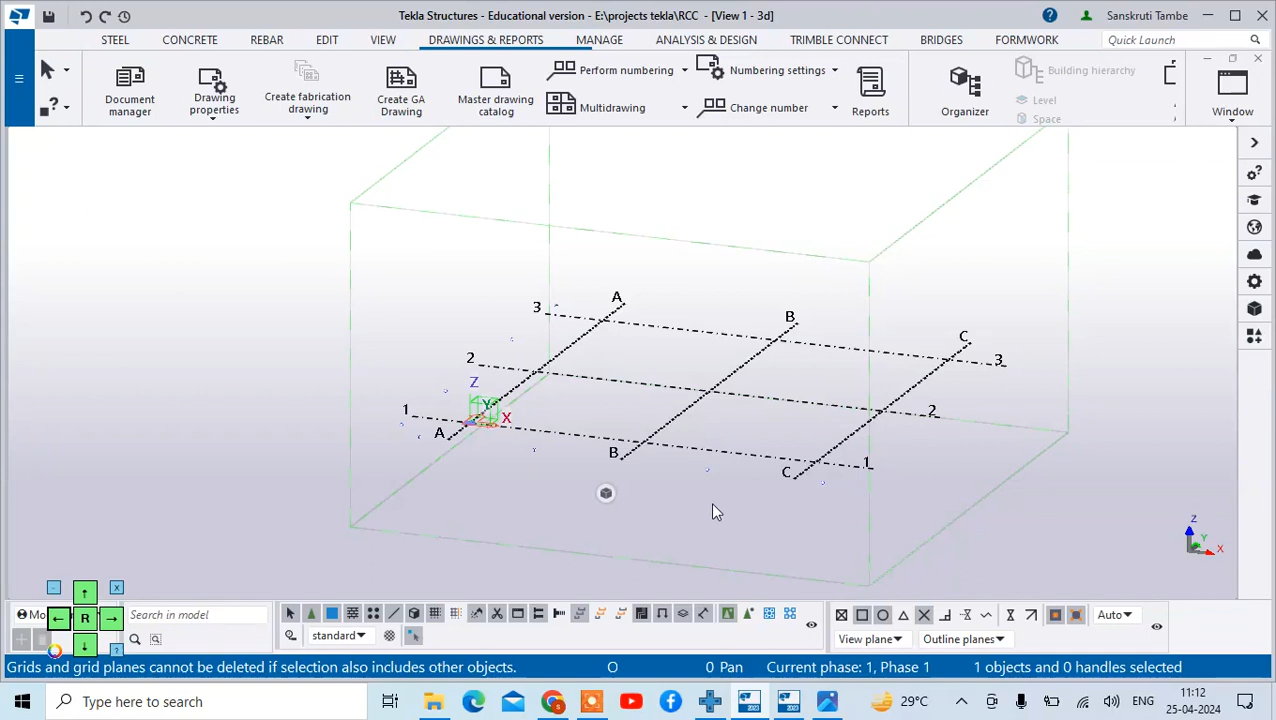 Tekla Structures - Educational version - E:\projects tekla\RCC - [View 1 - 3d]
Sanskruti Tambe
STEEL CONCRETE REBAR EDIT VIEW DRAWINGS & REPORTS MANAGE ANALYSIS & DESIGN TRIMBLE CONNECT BRIDGES FORMWORK Quick Launch
Document manager
Drawing properties
Create fabrication drawing
Create GA Drawing
Master drawing catalog
Perform numbering
Multidrawing
Numbering settings
Change number
Reports
Organizer
Building hierarchy
Level
Space
Window
A
3
B
C
3
2
Z
Y
X
1
A
2
B
1
C
Z
Y
X
R
X
?
Mo
Search in model
standard
Auto
View plane
Outline planes
Grids and grid planes cannot be deleted if selection also includes other objects.
O
0 Pan
Current phase: 1, Phase 1
1 objects and 0 handles selected
Type here to search
S
2023
2023
29°C
ENG
11:12
25-04-2024